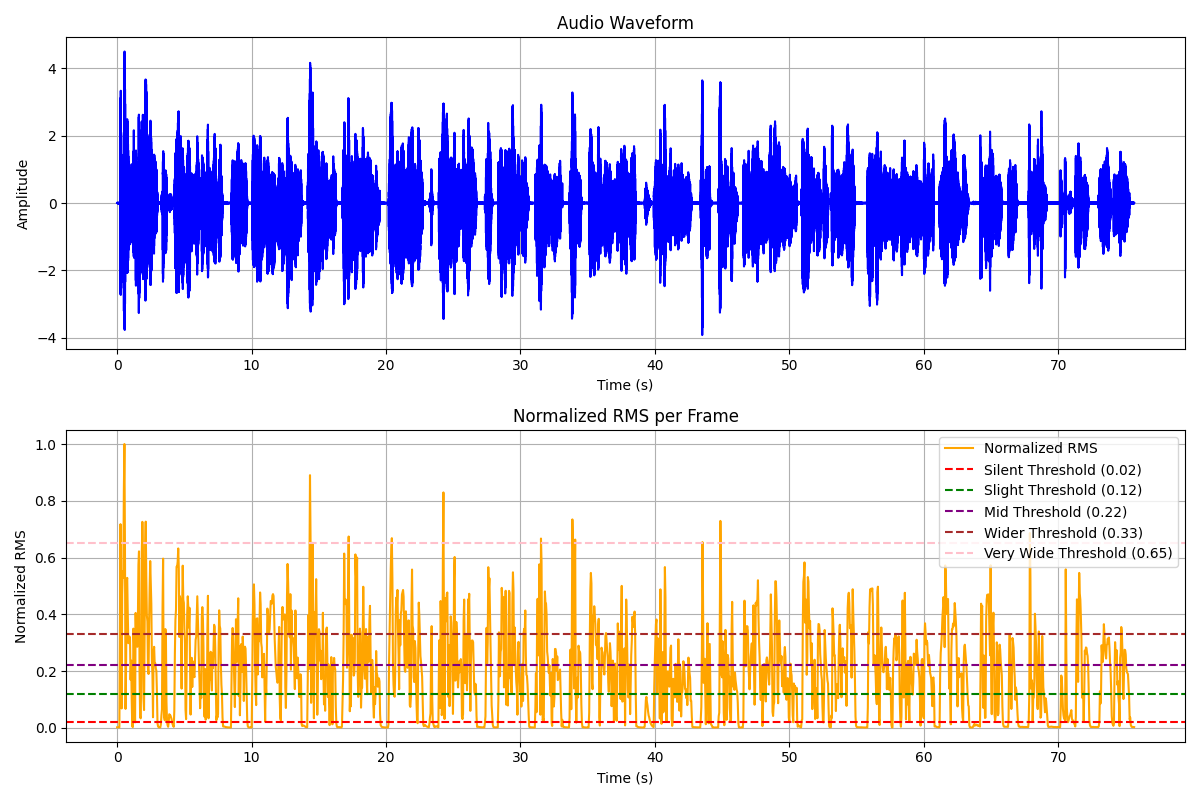 Audio Waveform
Amplitude
4
2
0
−2
−4
0 10 20 30 40 50 60 70
Time (s)
Normalized RMS per Frame
Normalized RMS
1.0
0.8
0.6
0.4
0.2
0.0
Normalized RMS
Silent Threshold (0.02)
Slight Threshold (0.12)
Mid Threshold (0.22)
Wider Threshold (0.33)
Very Wide Threshold (0.65)
0 10 20 30 40 50 60 70
Time (s)